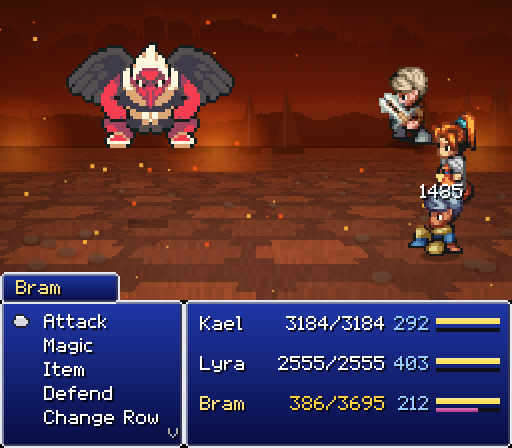 1485
Bram
Attack
Magic
Item
Defend
Change Row
Kael 3184/3184 292
Lyra 2555/2555 403
Bram 386/3695 212